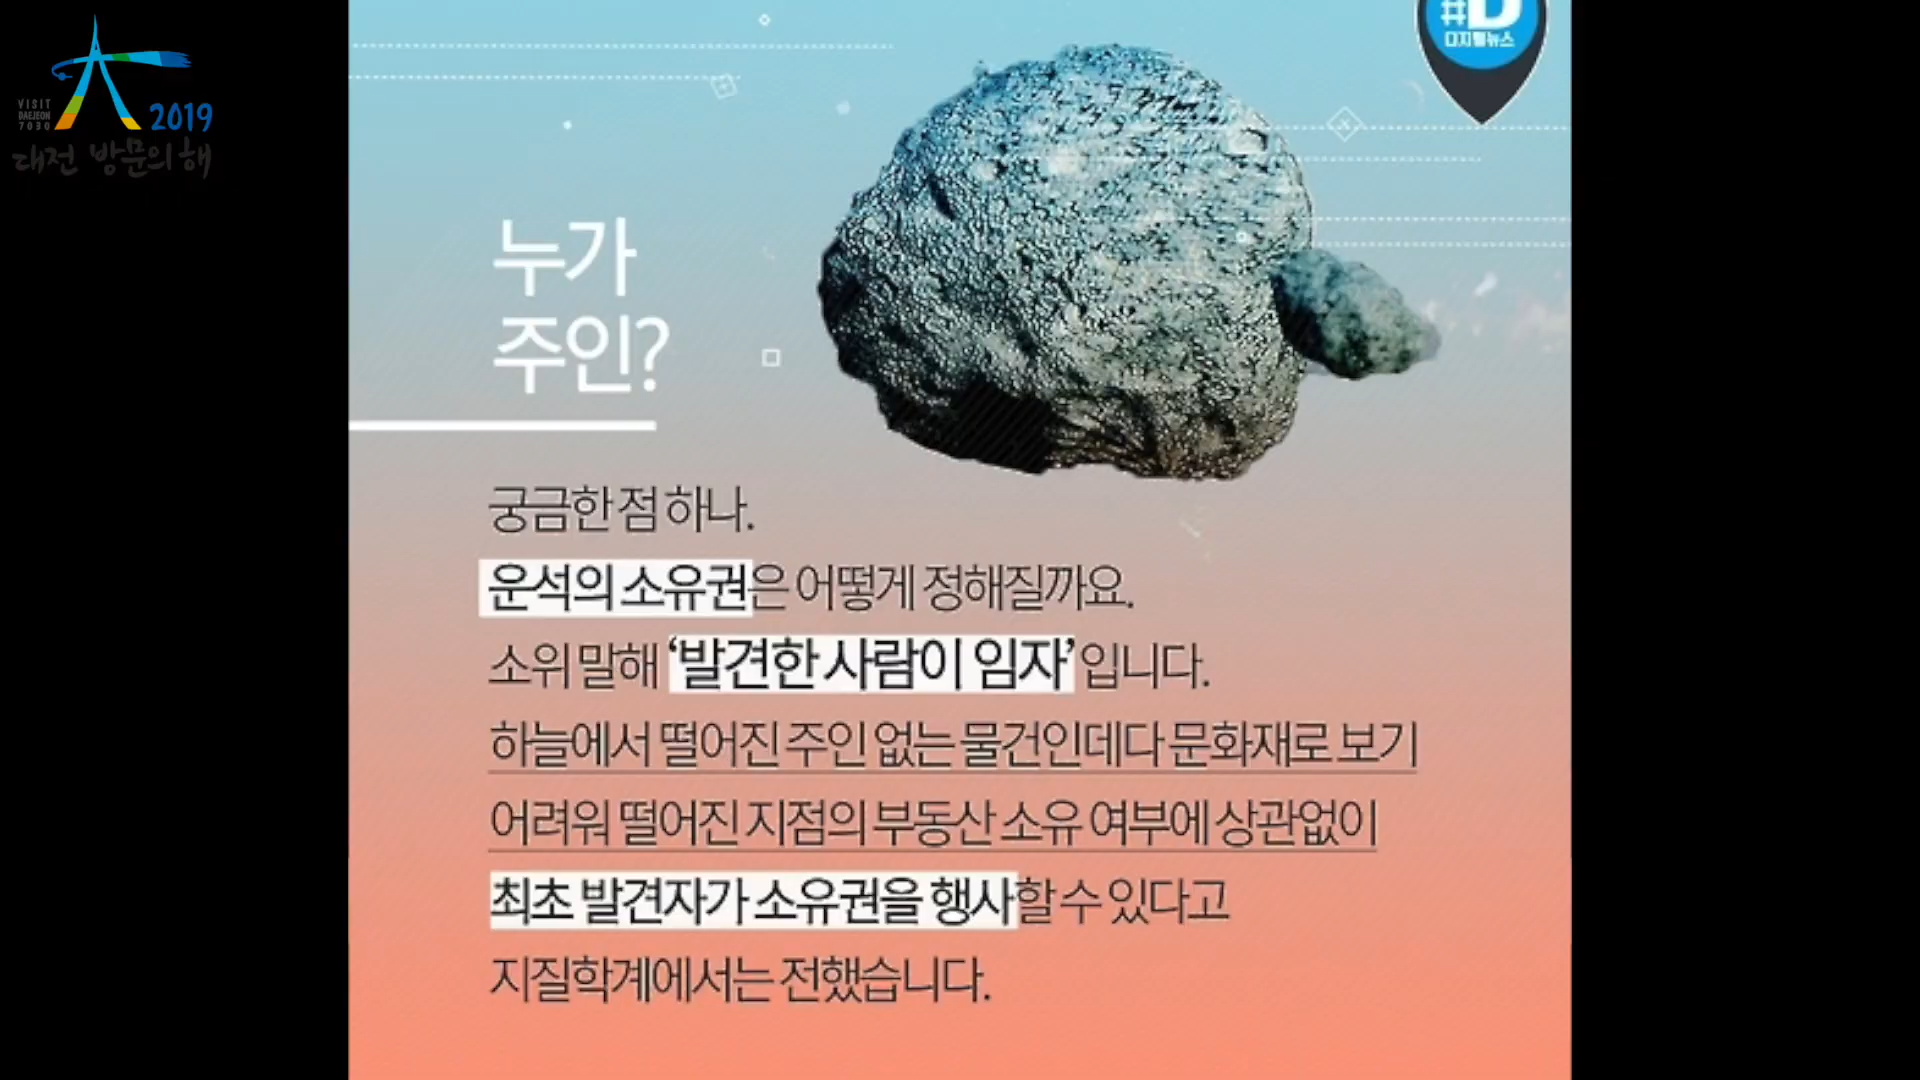 VISIT
DAEJEON
7030
2019
대전 방문의 해
#D
디지털뉴스
누가
주인?
궁금한 점 하나.
운석의 소유권은 어떻게 정해질까요.
소위 말해 ‘발견한 사람이 임자’입니다.
하늘에서 떨어진 주인 없는 물건인데다 문화재로 보기
어려워 떨어진 지점의 부동산 소유 여부에 상관없이
최초 발견자가 소유권을 행사할 수 있다고
지질학계에서는 전했습니다.